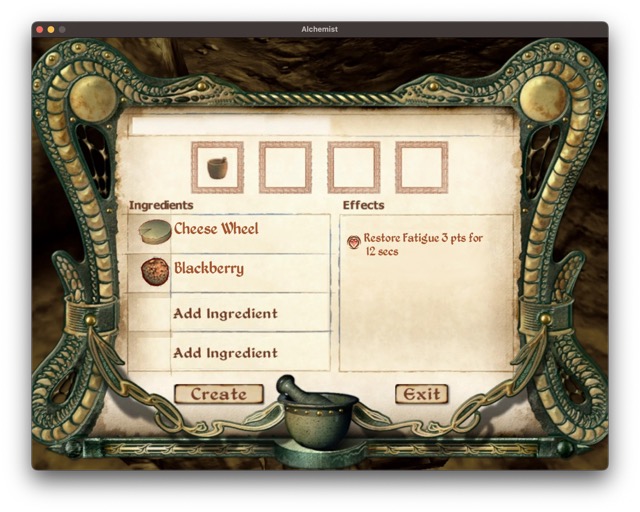 Alchemist
Ingredients
Effects
Cheese Wheel
Restore Fatigue 3 pts for
12 secs
Blackberry
Add Ingredient
Add Ingredient
Create
Exit